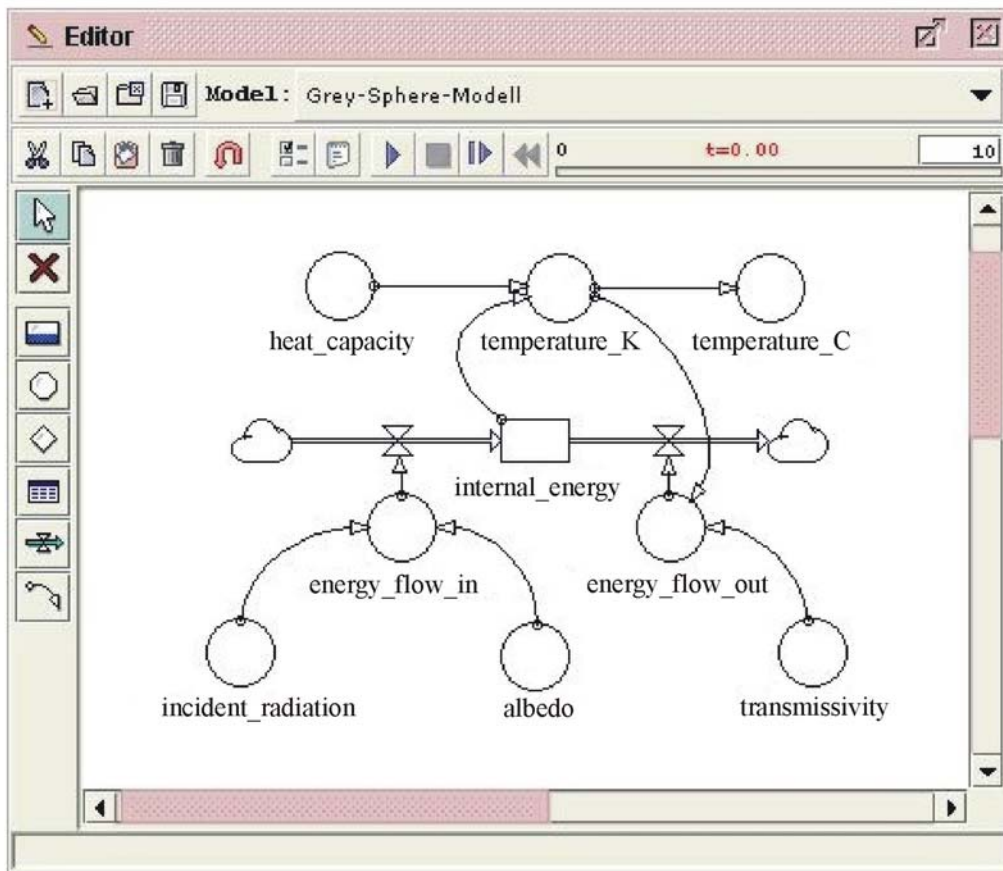 Editor
Model: Grey-Sphere-Modell
0 t=0.00 10
heat_capacity temperature_K temperature_C
internal_energy
energy_flow_in energy_flow_out
incident_radiation albedo transmissivity